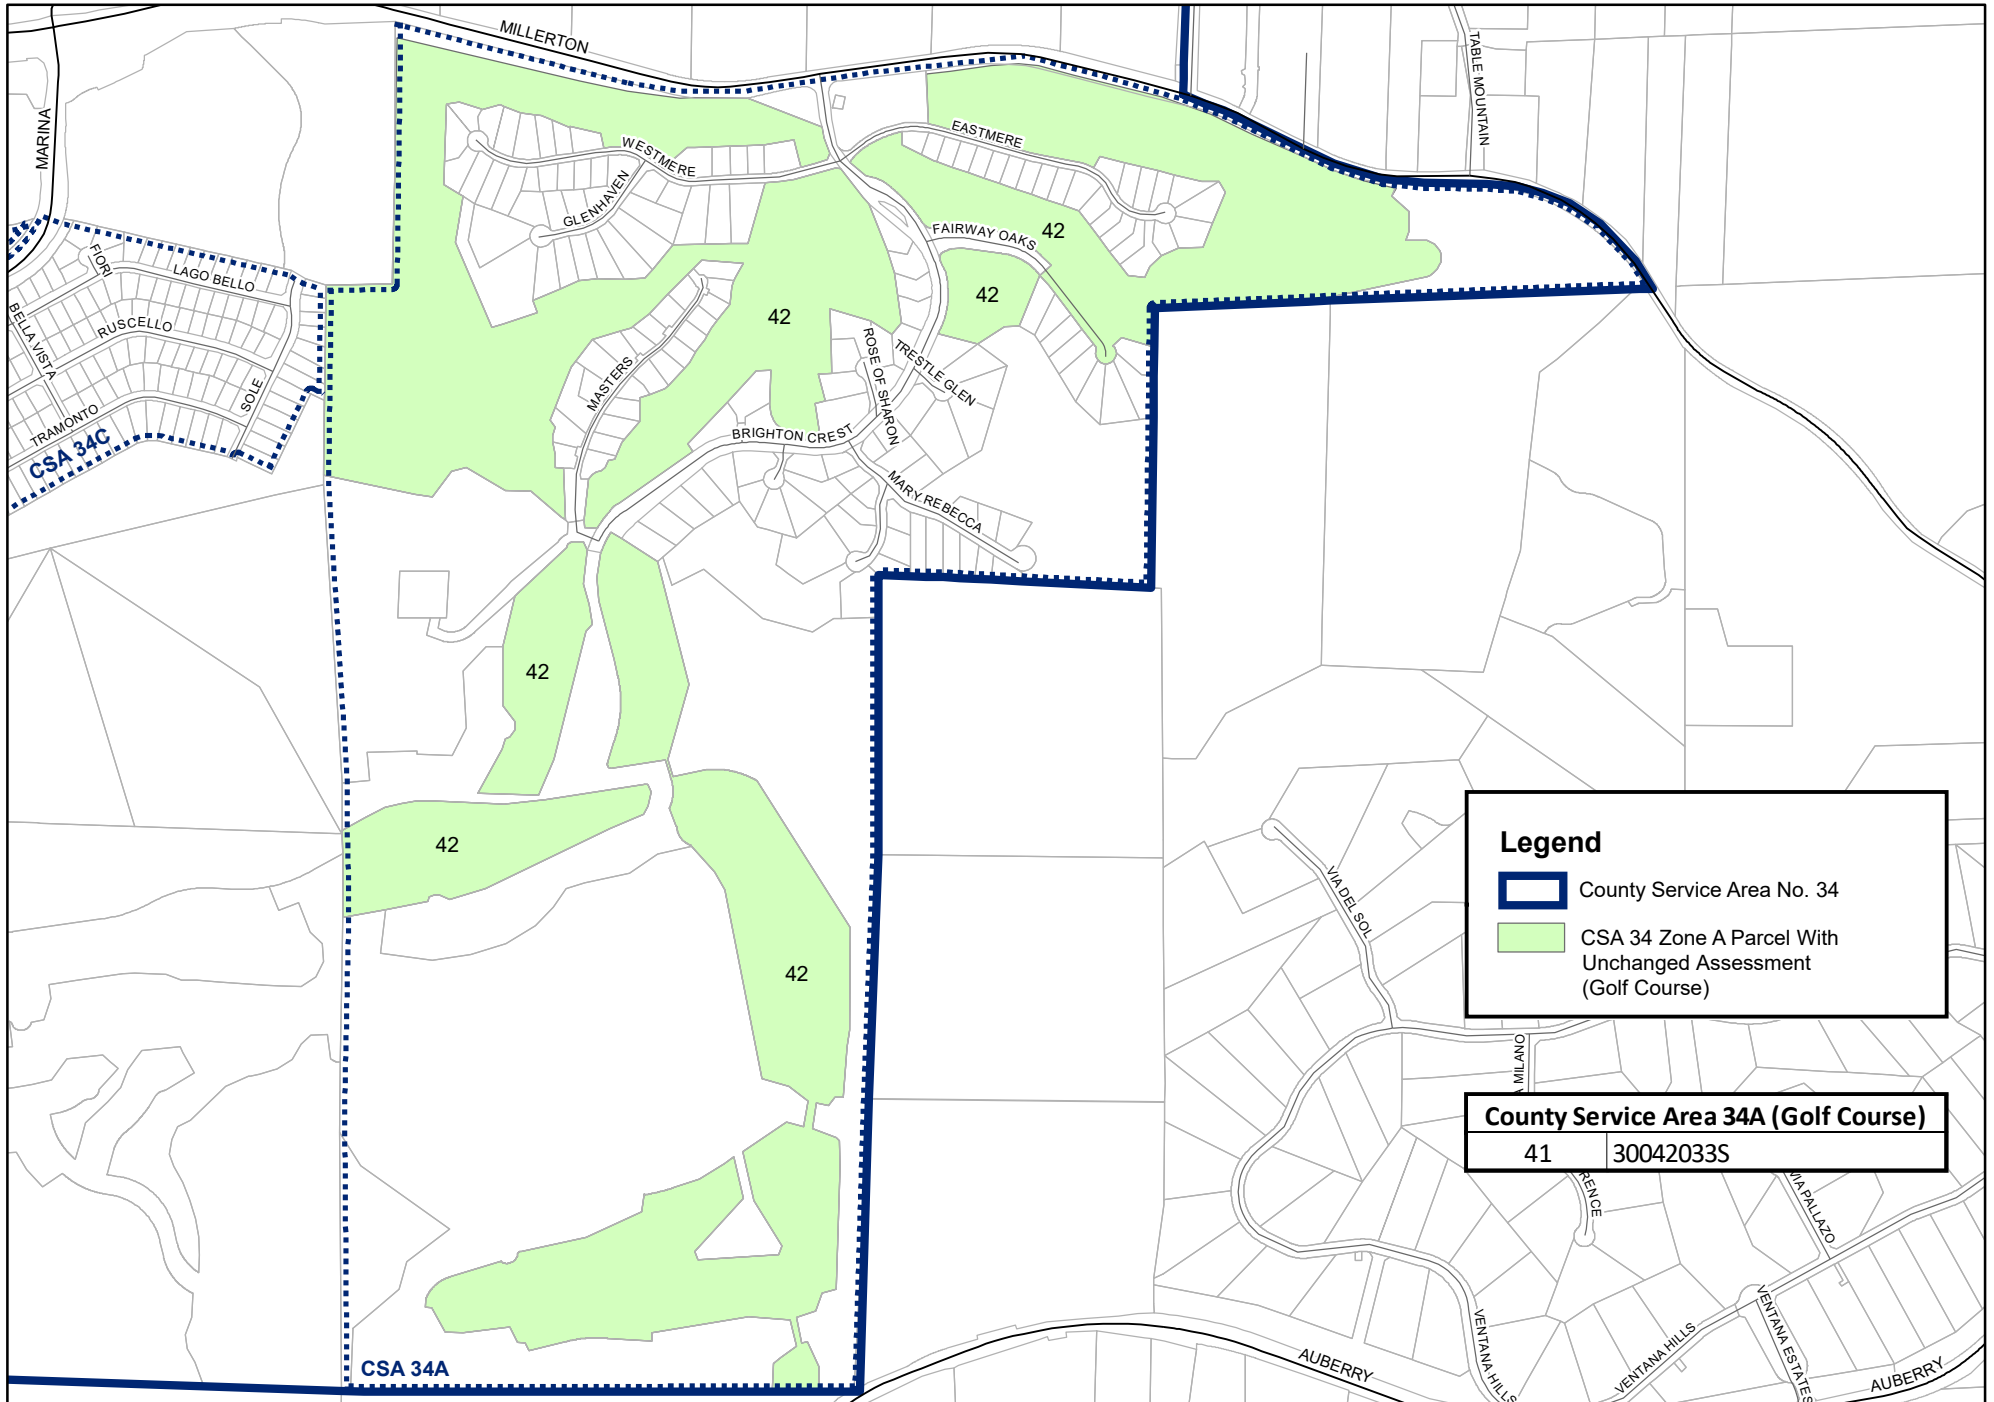 MILLERTON
TABLE MOUNTAIN
MARINA
WESTMERE
EASTMERE
GLENHAVEN
FAIRWAY OAKS
42
42
42
FIORI
LAGO BELLO
BELLA VISTA
RUSCELLO
SOLE
TRAMONTO
CSA 34C
MASTERS
ROSE OF SHARON
TRESTLE GLEN
BRIGHTON CREST
MARY REBECCA
42
42
42
Legend
County Service Area No. 34
CSA 34 Zone A Parcel With
Unchanged Assessment
(Golf Course)
VIA DEL SOL
MILANO
County Service Area 34A (Golf Course)
41 30042033S
RENCE
VIA PALLAZO
CSA 34A
AUBERRY
VENTANA HILLS
VENTANA HILLS
VENTANA ESTATES
AUBERRY